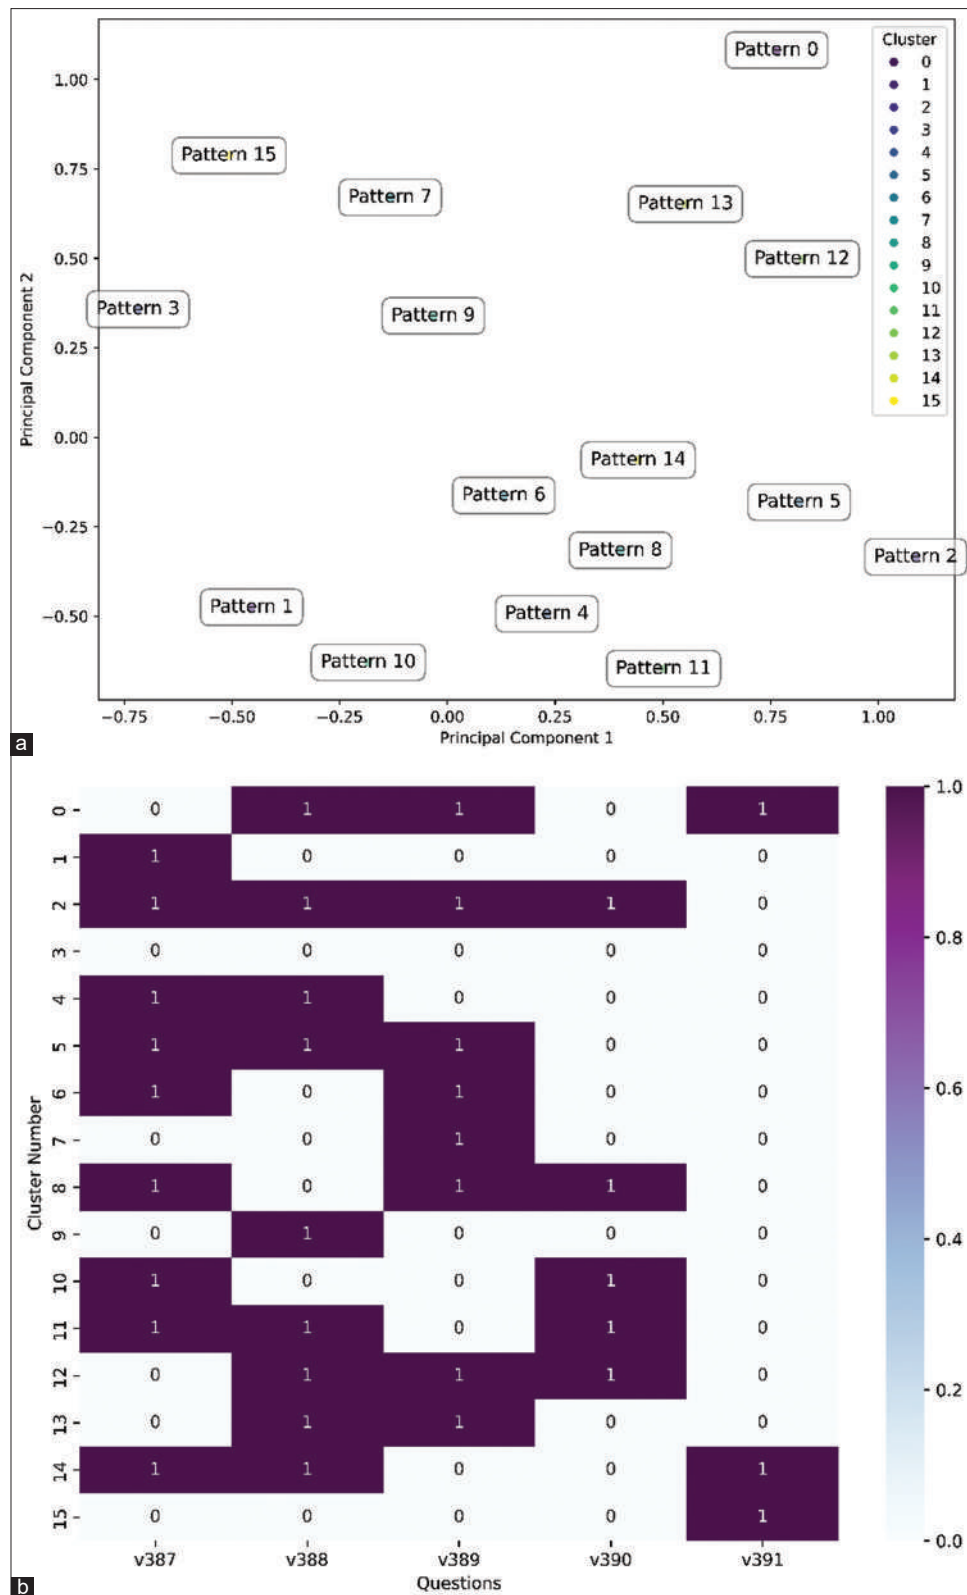 Pattern 0
Cluster
0
1
2
3
4
5
6
7
8
9
10
11
12
13
14
15
1.00
Pattern 15
0.75
Pattern 7
Pattern 13
0.50
Pattern 12
Pattern 3
Pattern 9
0.25
Principal Component 2
0.00
Pattern 14
Pattern 6
Pattern 5
−0.25
Pattern 8
Pattern 2
Pattern 1
Pattern 4
−0.50
Pattern 10
Pattern 11
−0.75 −0.50 −0.25 0.00 0.25 0.50 0.75 1.00
Principal Component 1
a
0 0 1 1 0 1
1 1 0 0 0 0
2 1 1 1 1 0
3 0 0 0 0 0
4 1 1 0 0 0
5 1 1 1 0 0
6 1 0 1 0 0
7 0 0 1 0 0
8 1 0 1 1 0
9 0 1 0 0 0
10 1 0 0 1 0
11 1 1 0 1 0
12 0 1 1 1 0
13 0 1 1 0 0
14 1 1 0 0 1
15 0 0 0 0 1
Cluster Number
v387 v388 v389 v390 v391
Questions
1.0
0.8
0.6
0.4
0.2
0.0
b